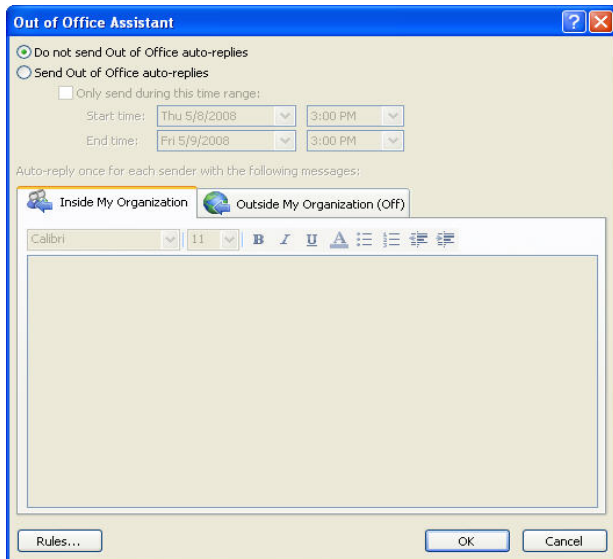 Out of Office Assistant
Do not send Out of Office auto-replies
Send Out of Office auto-replies
Only send during this time range:
Start time: Thu 5/8/2008 3:00 PM
End time: Fri 5/9/2008 3:00 PM
Auto-reply once for each sender with the following messages:
Inside My Organization Outside My Organization (Off)
Calibri 11 B I U A
Rules... OK Cancel